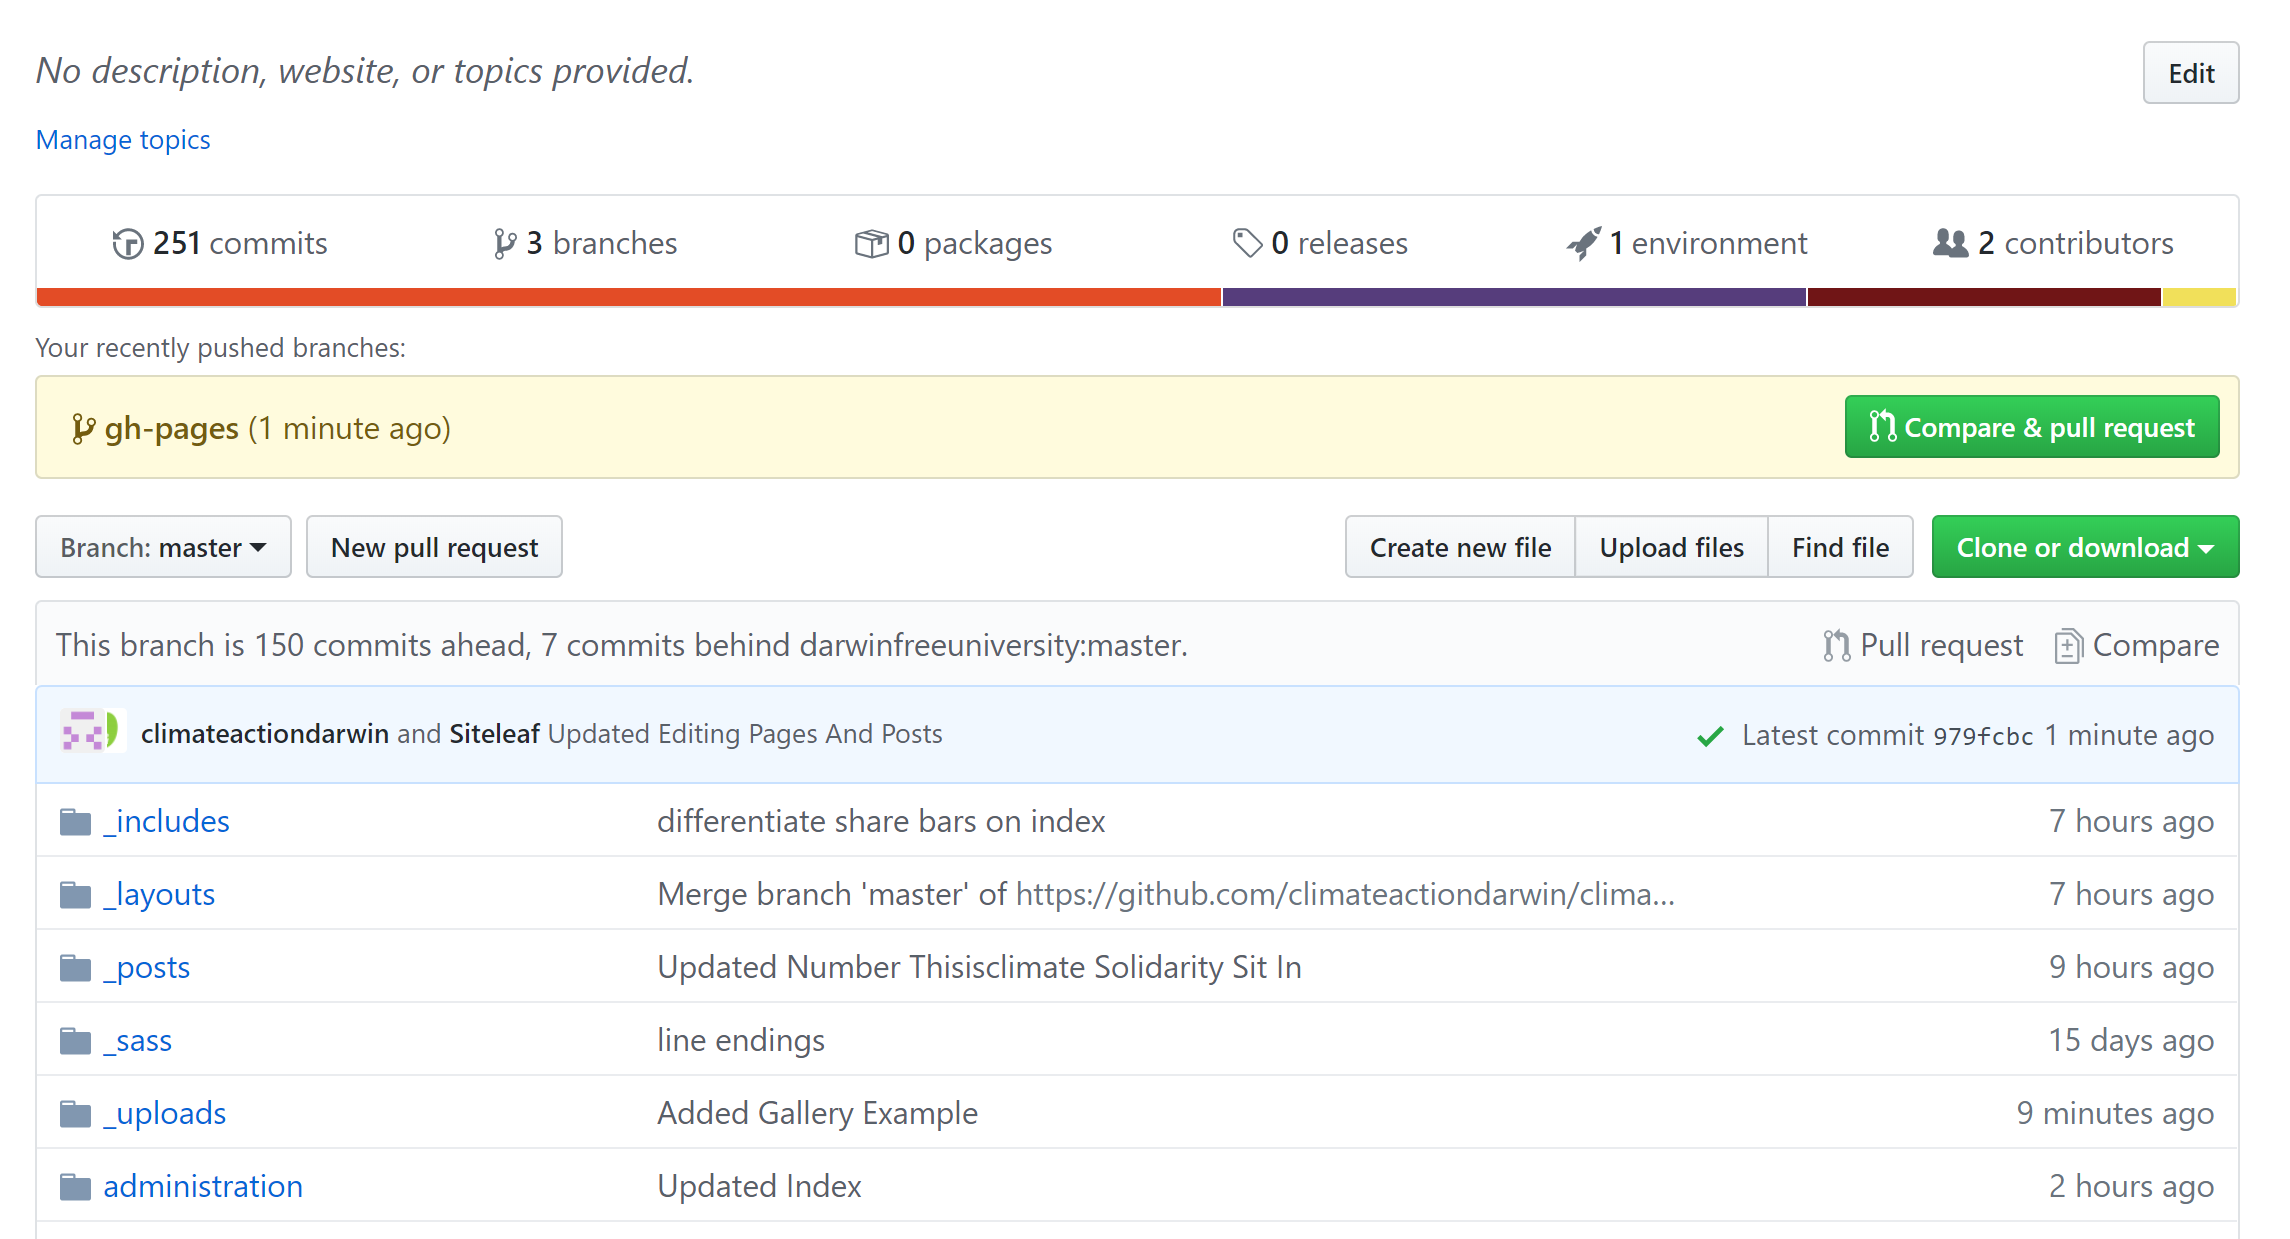 No description, website, or topics provided.
Edit
Manage topics
251 commits 3 branches 0 packages 0 releases 1 environment 2 contributors
Your recently pushed branches:
gh-pages (1 minute ago) Compare & pull request
Branch: master New pull request Create new file Upload files Find file Clone or download
This branch is 150 commits ahead, 7 commits behind darwinfreeuniversity:master. Pull request Compare
climateactiondarwin and Siteleaf Updated Editing Pages And Posts Latest commit 979fcbc 1 minute ago
_includes differentiate share bars on index 7 hours ago
_layouts Merge branch 'master' of https://github.com/climateactiondarwin/clima... 7 hours ago
_posts Updated Number Thisisclimate Solidarity Sit In 9 hours ago
_sass line endings 15 days ago
_uploads Added Gallery Example 9 minutes ago
administration Updated Index 2 hours ago